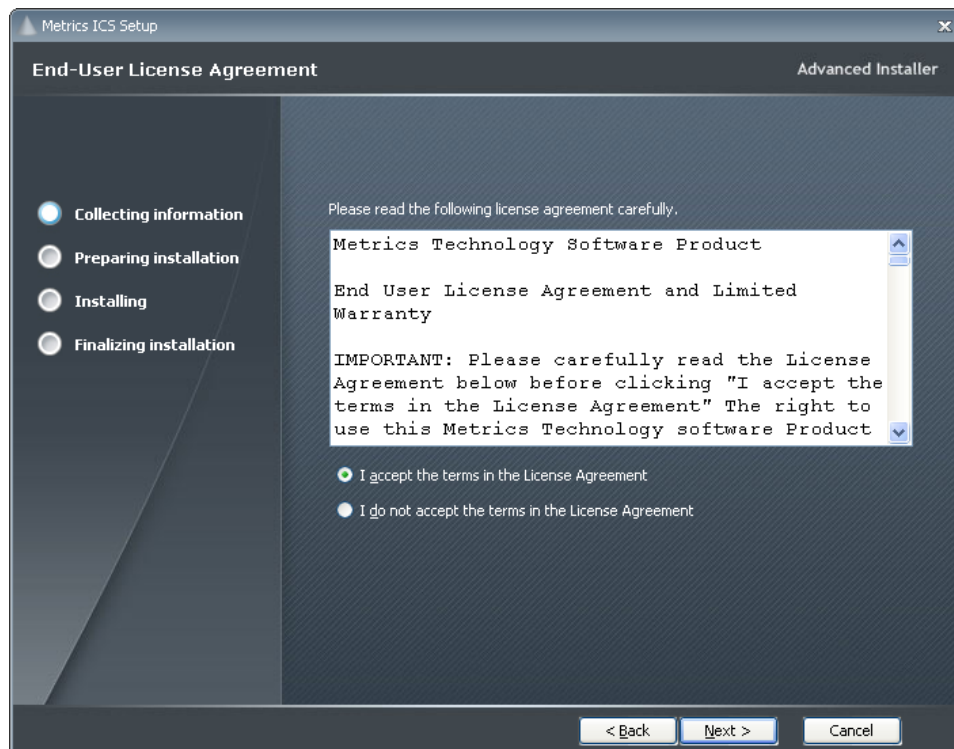 Metrics ICS Setup
End-User License Agreement
Advanced Installer
Collecting information
Preparing installation
Installing
Finalizing installation
Please read the following license agreement carefully.
Metrics Technology Software Product
End User License Agreement and Limited
Warranty
IMPORTANT: Please carefully read the License
Agreement below before clicking "I accept the
terms in the License Agreement" The right to
use this Metrics Technology software Product
I accept the terms in the License Agreement
I do not accept the terms in the License Agreement
< Back
Next >
Cancel